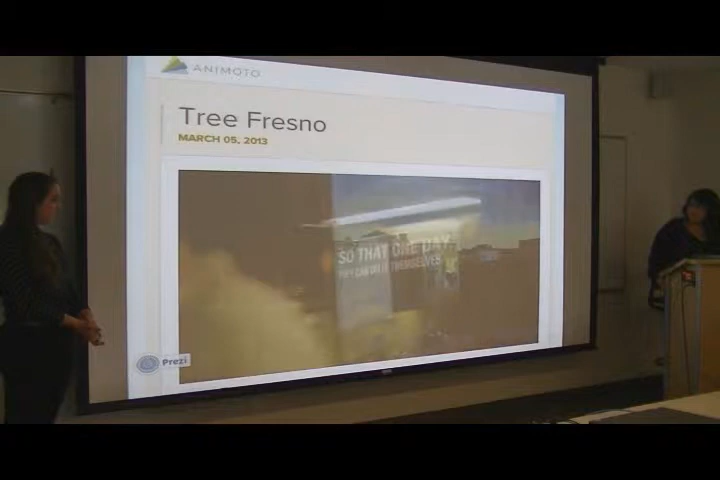 ANIMOTO
Tree Fresno
MARCH 05, 2013
SO THAT ONE DAY
THEY CAN DO IT THEMSELVES
Prezi